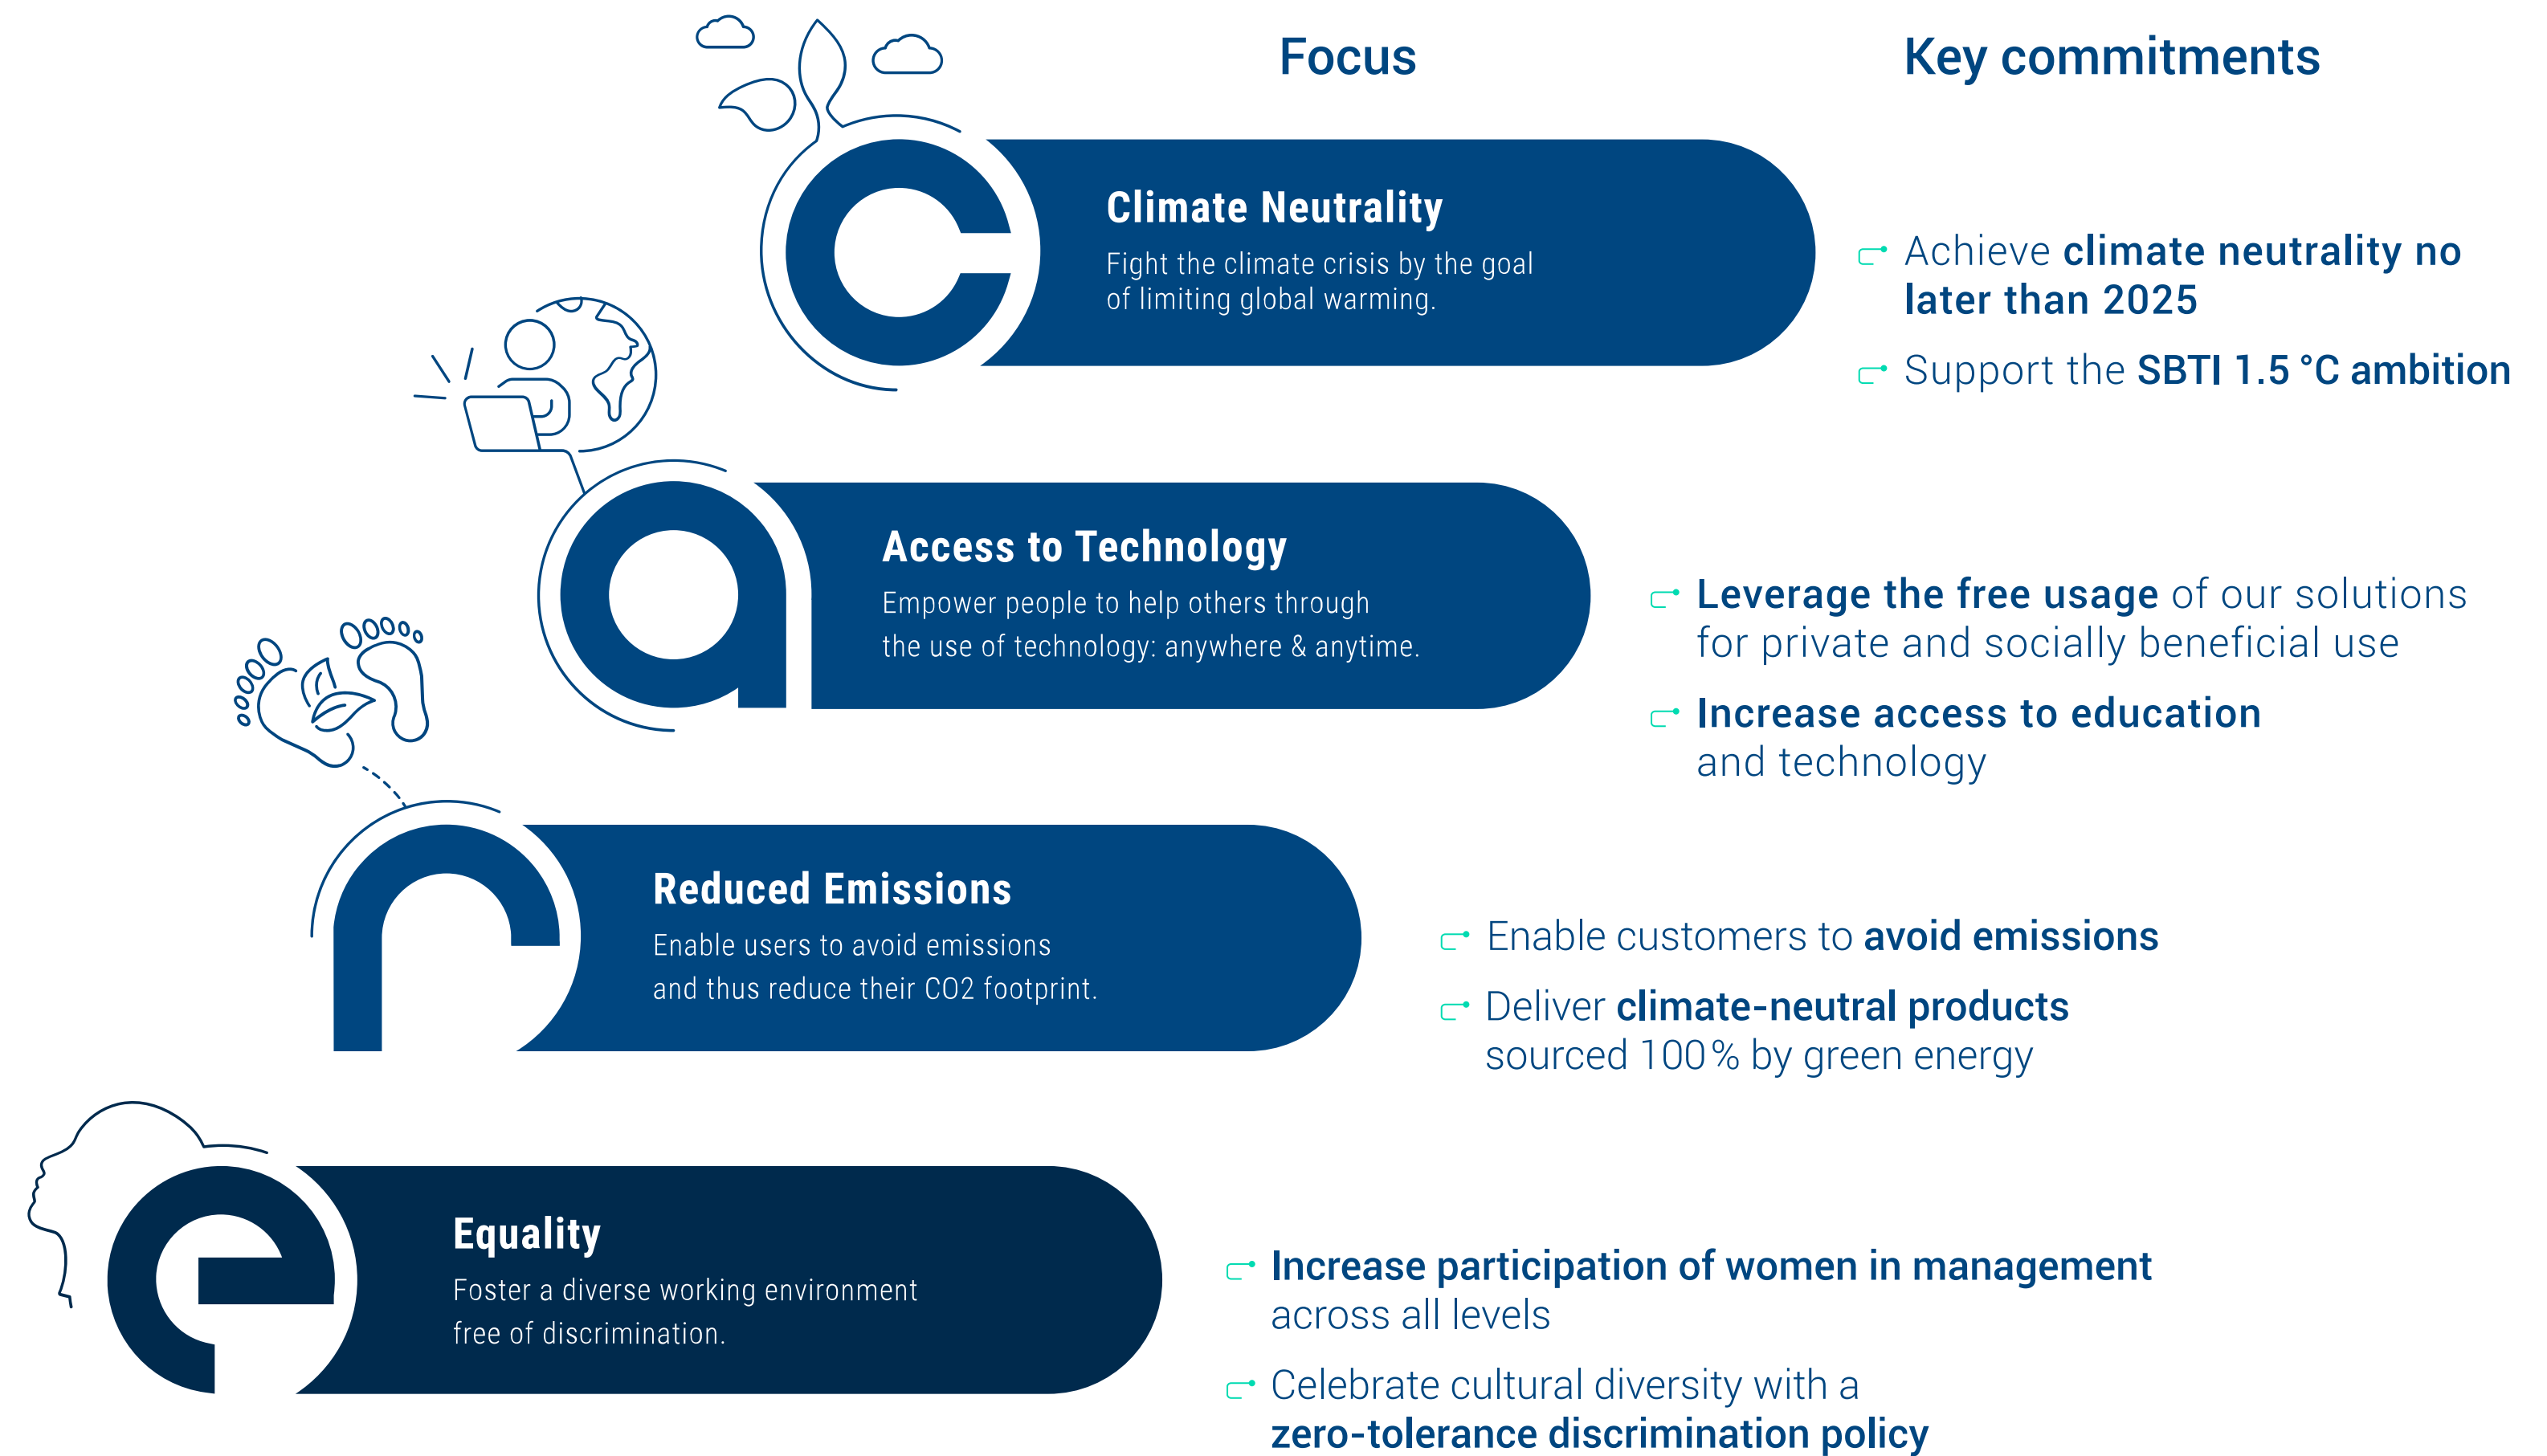 Focus
Key commitments
c
Climate Neutrality
Fight the climate crisis by the goal
of limiting global warming.
Achieve climate neutrality no
later than 2025
Support the SBTI 1.5 °C ambition
a
Access to Technology
Empower people to help others through
the use of technology: anywhere & anytime.
Leverage the free usage of our solutions
for private and socially beneficial use
Increase access to education
and technology
r
Reduced Emissions
Enable users to avoid emissions
and thus reduce their CO2 footprint.
Enable customers to avoid emissions
Deliver climate-neutral products
sourced 100% by green energy
e
Equality
Foster a diverse working environment
free of discrimination.
Increase participation of women in management
across all levels
Celebrate cultural diversity with a
zero-tolerance discrimination policy